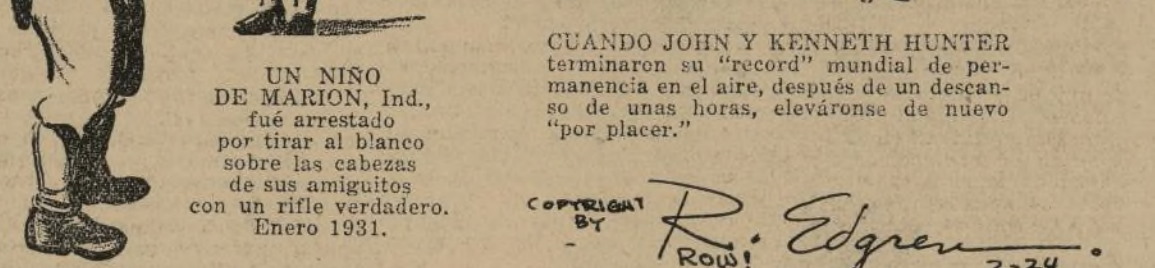 UN NIÑO
DE MARION, Ind.,
fué arrestado
por tirar al blanco
sobre las cabezas
de sus amiguitos
con un rifle verdadero.
Enero 1931.
CUANDO JOHN Y KENNETH HUNTER
terminaron su "record" mundial de per-
manencia en el aire, después de un descan-
so de unas horas, eleváronse de nuevo
"por placer."
COPYRIGHT
BY
R. Edgren.
ROW!
2-24